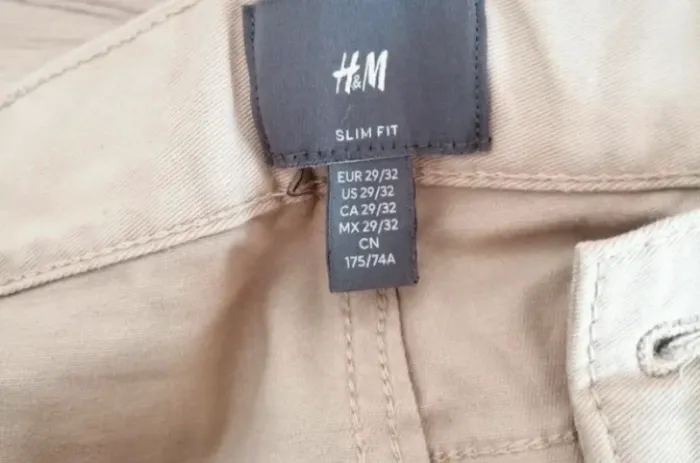 H&M
SLIM FIT
EUR 29/32
US 29/32
CA 29/32
MX 29/32
CN
175/74A